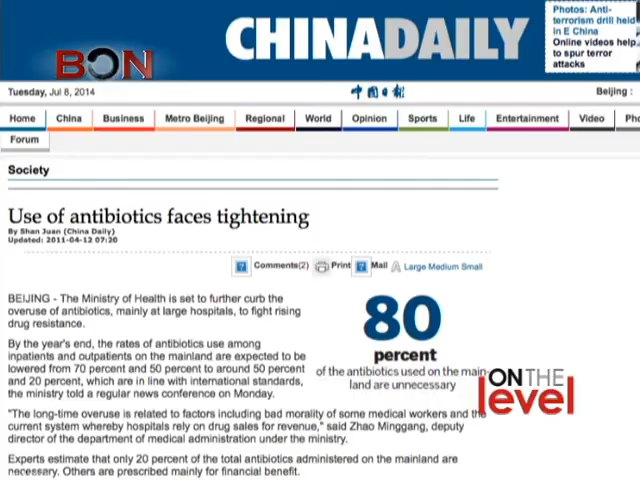 Photos: Anti-
terrorism drill held
in E China
Online videos help
to spur terror
attacks
CHINADAILY
BON
Tuesday, Jul 8, 2014
中国日报
Beijing :
Home China Business Metro Beijing Regional World Opinion Sports Life Entertainment Video Pho
Forum
Society
Use of antibiotics faces tightening
By Shan Juan (China Daily)
Updated: 2011-04-12 07:20
Comments(2) Print Mail Large Medium Small
BEIJING - The Ministry of Health is set to further curb the
overuse of antibiotics, mainly at large hospitals, to fight rising
drug resistance.
By the year's end, the rates of antibiotics use among
inpatients and outpatients on the mainland are expected to be
lowered from 70 percent and 50 percent to around 50 percent
and 20 percent, which are in line with international standards,
the ministry told a regular news conference on Monday.
80
percent
of the antibiotics used on the main-
land are unnecessary
ON THE
level
"The long-time overuse is related to factors including bad morality of some medical workers and the
current system whereby hospitals rely on drug sales for revenue," said Zhao Minggang, deputy
director of the department of medical administration under the ministry.
Experts estimate that only 20 percent of the total antibiotics administered on the mainland are
necessary. Others are prescribed mainly for financial benefit.